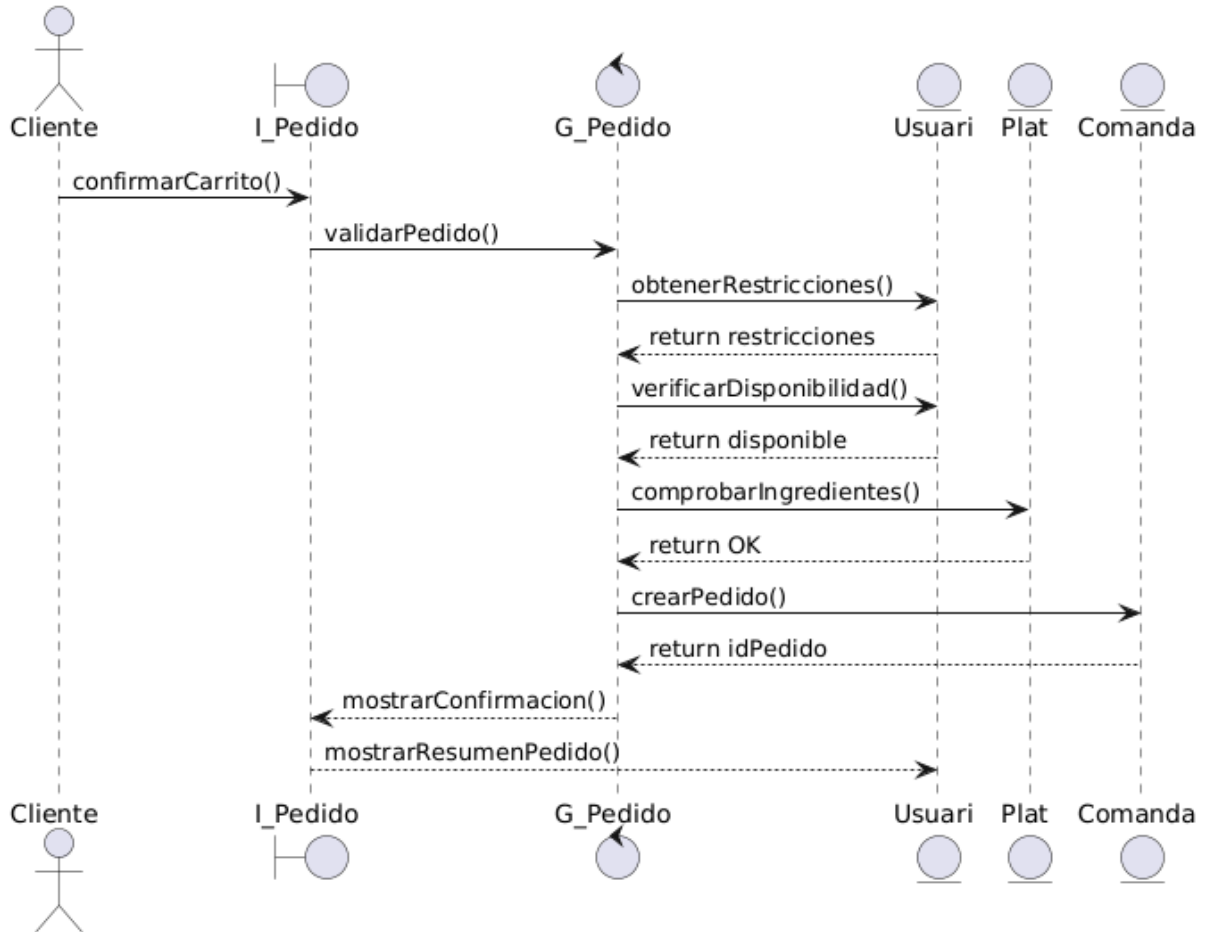 Cliente
I_Pedido
G_Pedido
Usuari
Plat
Comanda
confirmarCarrito()
validarPedido()
obtenerRestricciones()
return restricciones
verificarDisponibilidad()
return disponible
comprobarIngredientes()
return OK
crearPedido()
return idPedido
mostrarConfirmacion()
mostrarResumenPedido()
Cliente
I_Pedido
G_Pedido
Usuari
Plat
Comanda